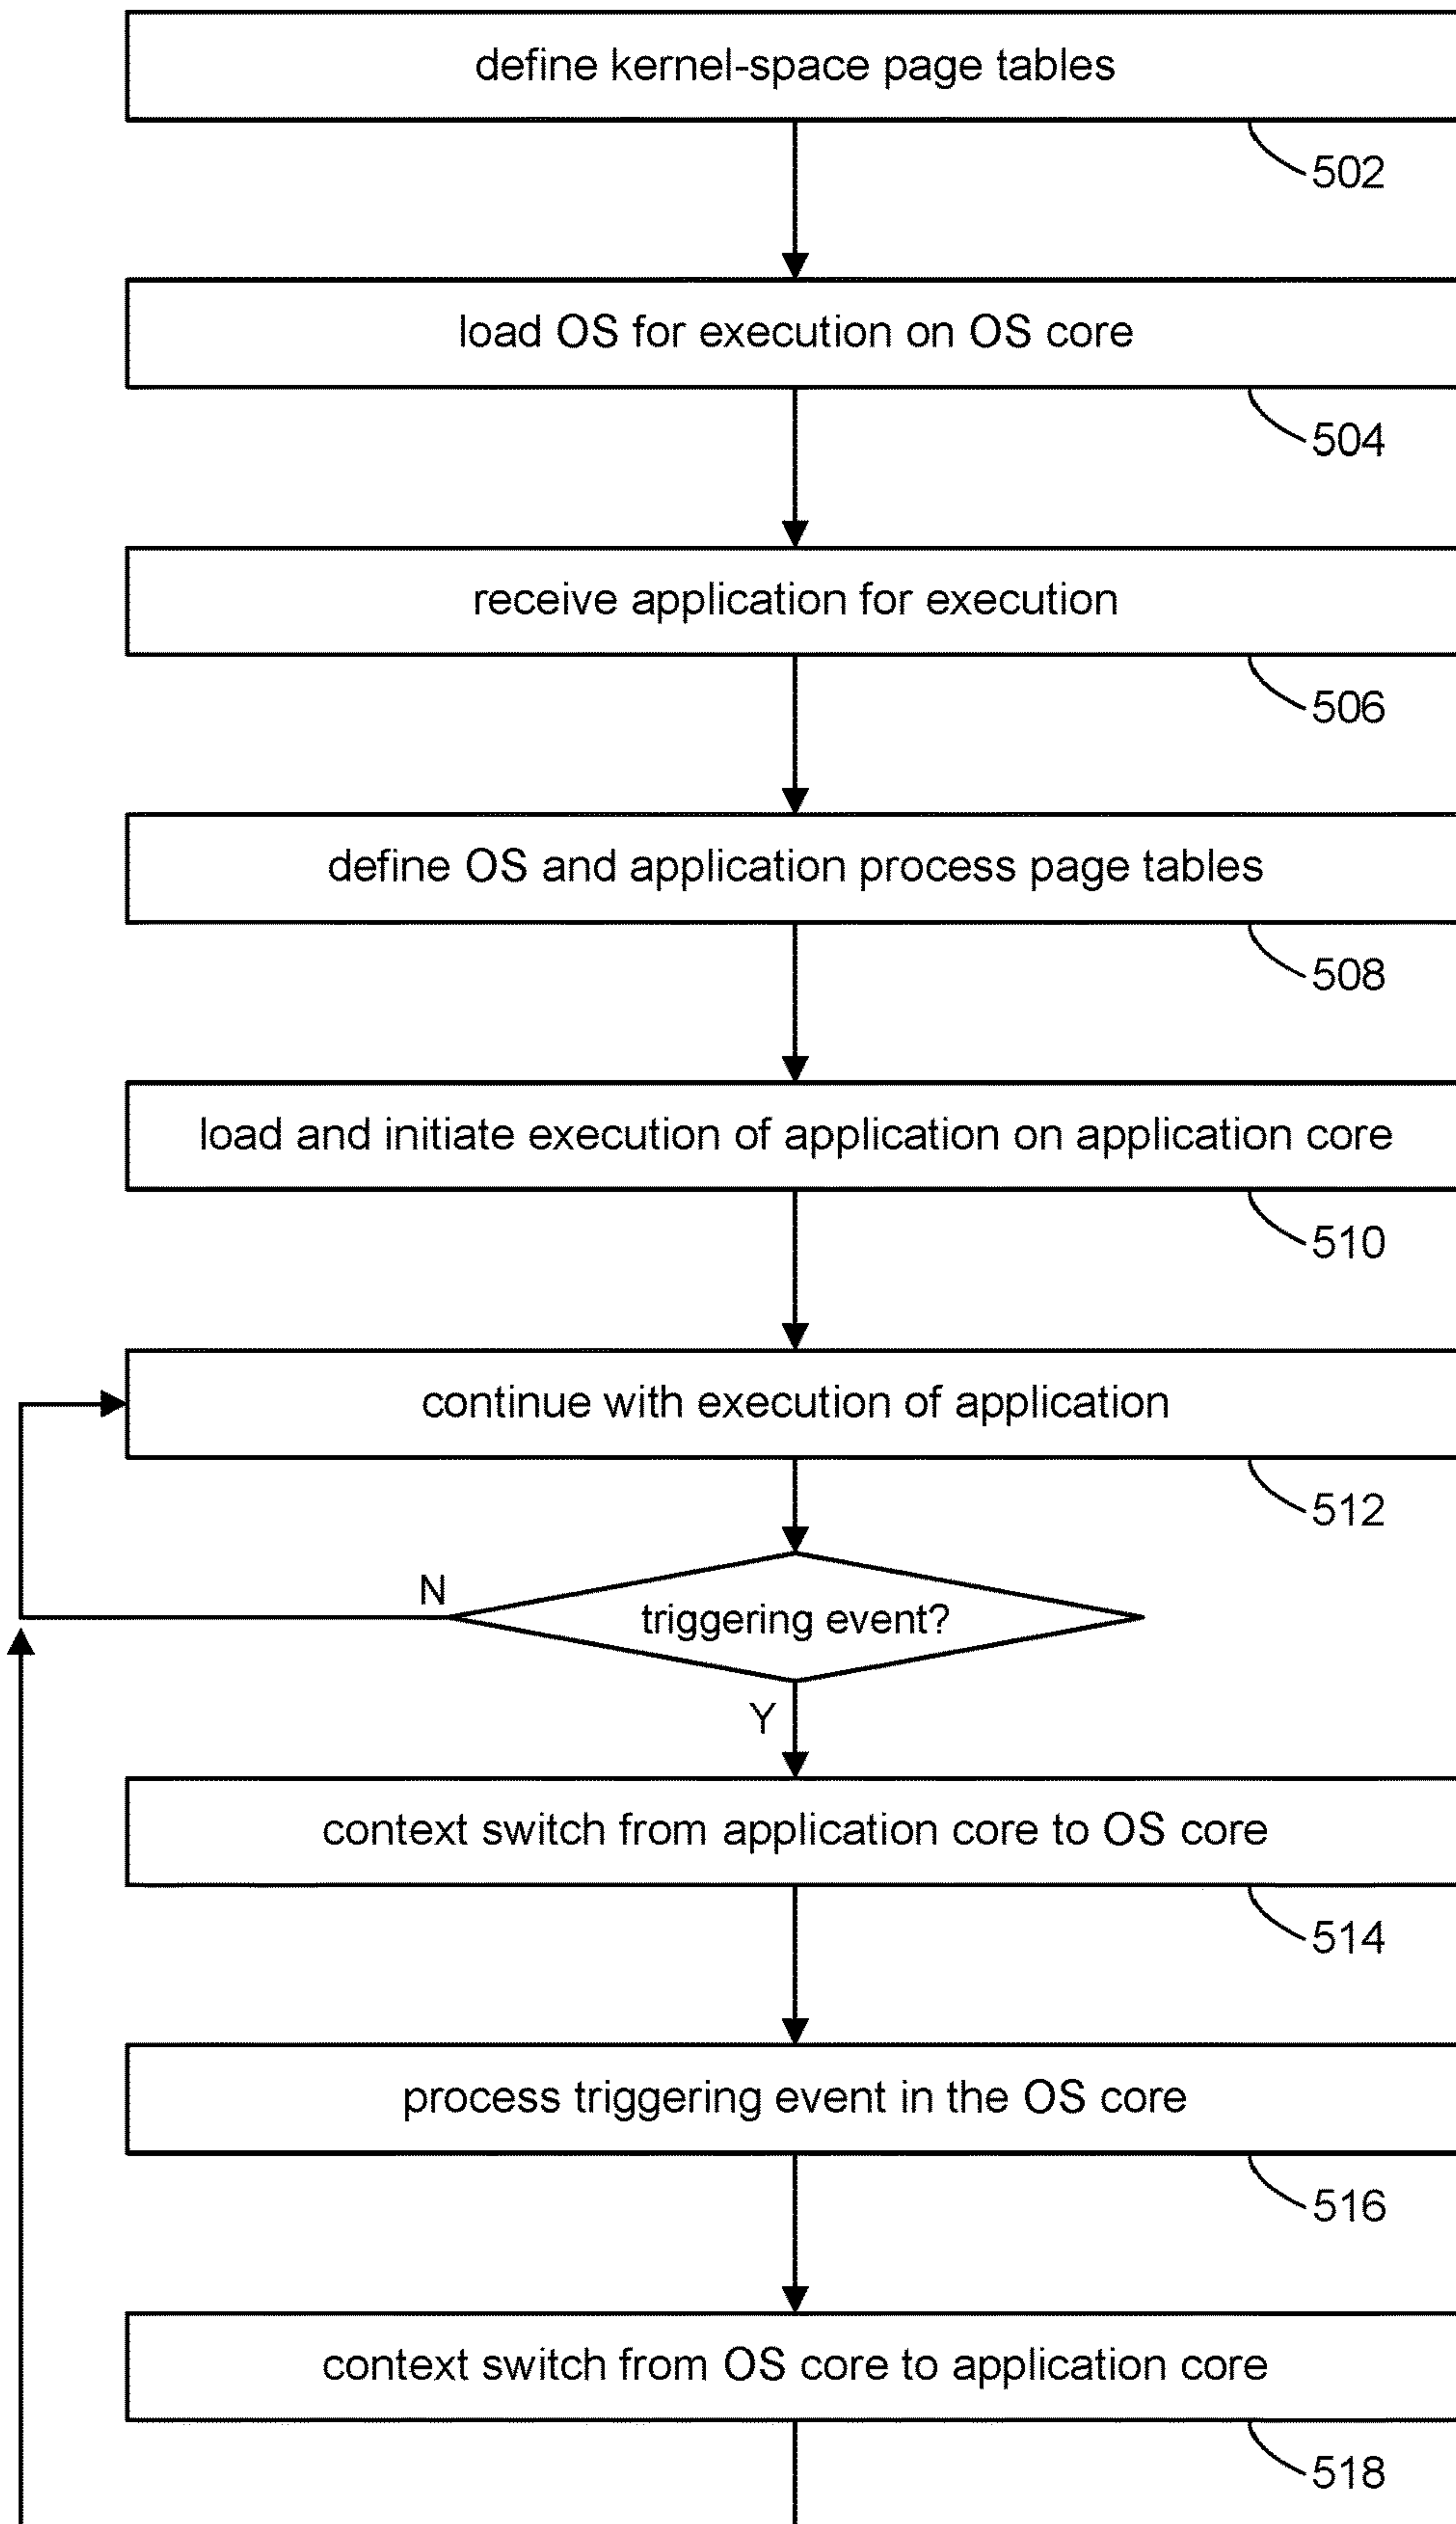 define kernel-space page tables
502
load OS for execution on OS core
504
receive application for execution
506
define OS and application process page tables
508
load and initiate execution of application on application core
510
continue with execution of application
512
N
triggering event?
Y
context switch from application core to OS core
514
process triggering event in the OS core
516
context switch from OS core to application core
518